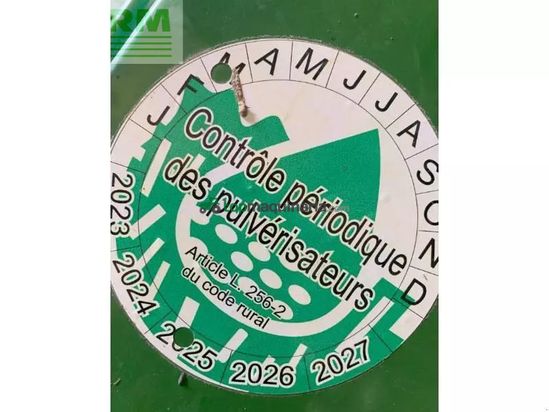 RM
J F M A M J J A S O N D
Contrôle périodique
des pulvérisateurs
Article L. 256-2
du code rural
2023 2024 2025 2026 2027